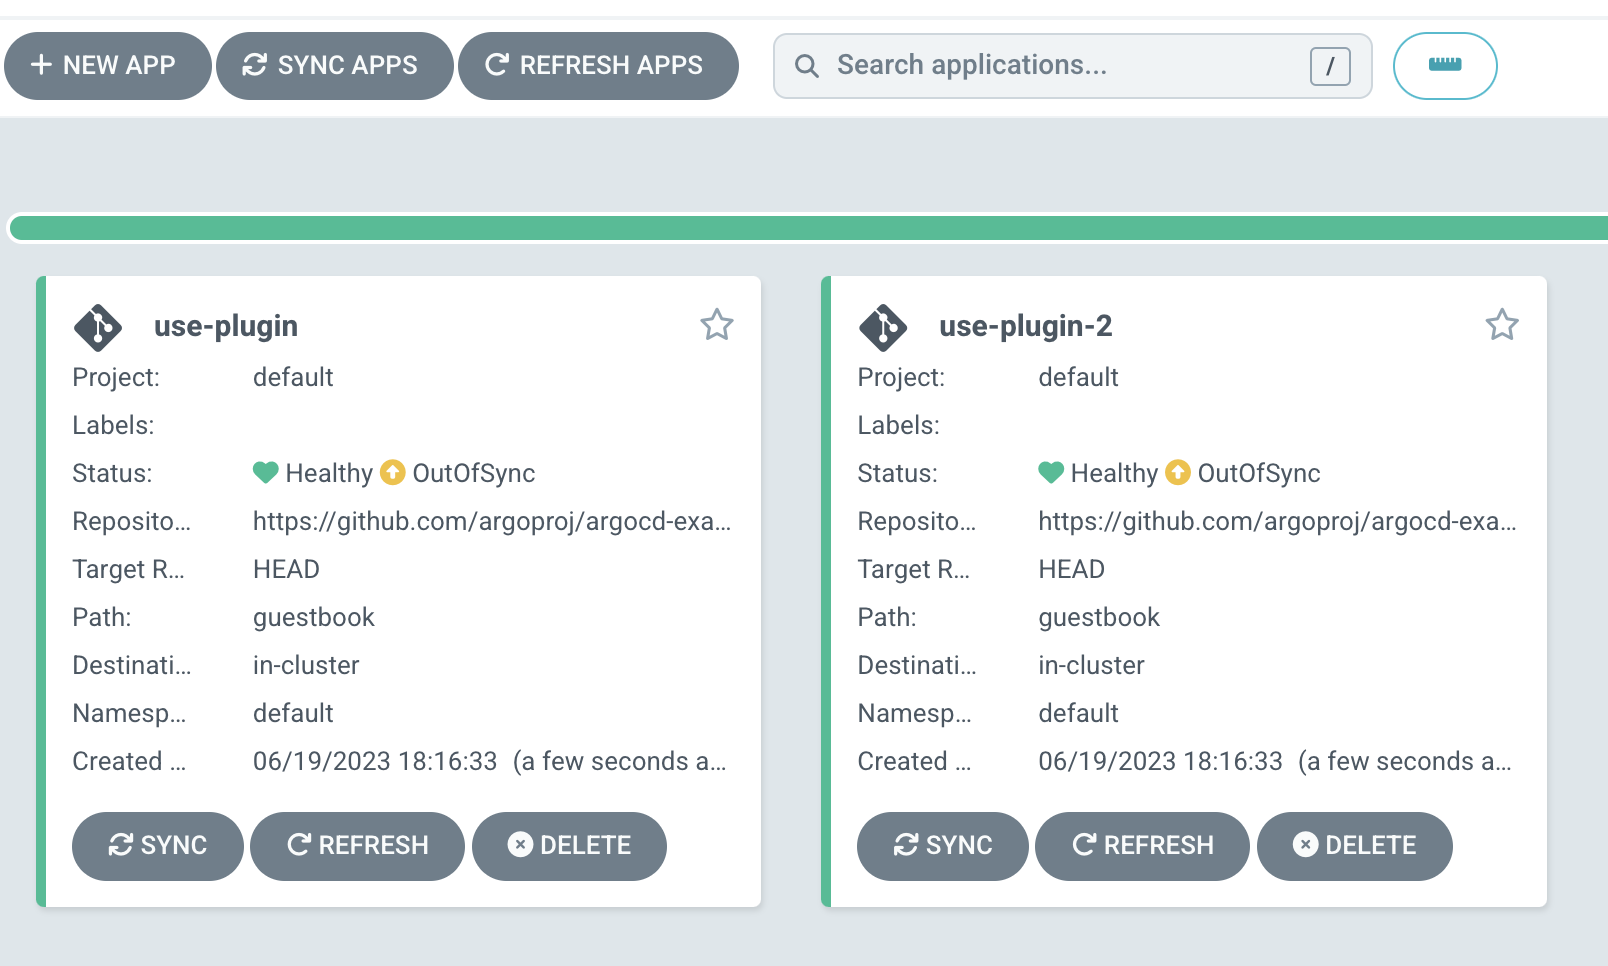 NEW APP SYNC APPS REFRESH APPS Search applications... /
use-plugin
Project: default
Labels:
Status: Healthy OutOfSync
Reposito... https://github.com/argoproj/argocd-exa...
Target R... HEAD
Path: guestbook
Destinati... in-cluster
Namesp... default
Created ... 06/19/2023 18:16:33 (a few seconds a...
SYNC REFRESH DELETE
use-plugin-2
Project: default
Labels:
Status: Healthy OutOfSync
Reposito... https://github.com/argoproj/argocd-exa...
Target R... HEAD
Path: guestbook
Destinati... in-cluster
Namesp... default
Created ... 06/19/2023 18:16:33 (a few seconds a...
SYNC REFRESH DELETE